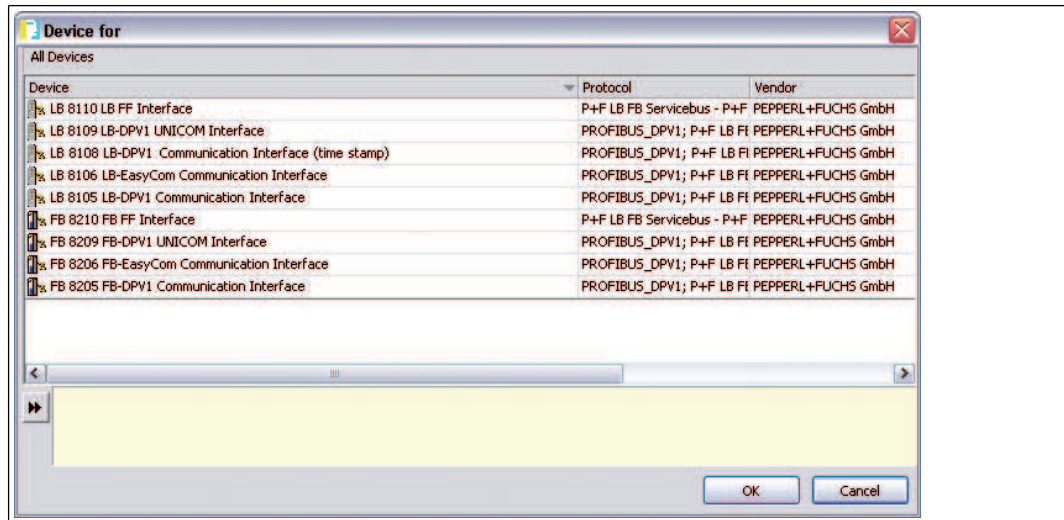 Device for
All Devices
Device Protocol Vendor
LB 8110 LB FF Interface P+F LB FB Servicebus - P+F PEPPERL+FUCHS GmbH
LB 8109 LB-DPV1 UNICOM Interface PROFIBUS_DPV1; P+F LB FI PEPPERL+FUCHS GmbH
LB 8108 LB-DPV1 Communication Interface (time stamp) PROFIBUS_DPV1; P+F LB FI PEPPERL+FUCHS GmbH
LB 8106 LB-EasyCom Communication Interface PROFIBUS_DPV1; P+F LB FI PEPPERL+FUCHS GmbH
LB 8105 LB-DPV1 Communication Interface PROFIBUS_DPV1; P+F LB FI PEPPERL+FUCHS GmbH
FB 8210 FB FF Interface P+F LB FB Servicebus - P+F PEPPERL+FUCHS GmbH
FB 8209 FB-DPV1 UNICOM Interface PROFIBUS_DPV1; P+F LB FI PEPPERL+FUCHS GmbH
FB 8206 FB-EasyCom Communication Interface PROFIBUS_DPV1; P+F LB FI PEPPERL+FUCHS GmbH
FB 8205 FB-DPV1 Communication Interface PROFIBUS_DPV1; P+F LB FI PEPPERL+FUCHS GmbH
OK Cancel